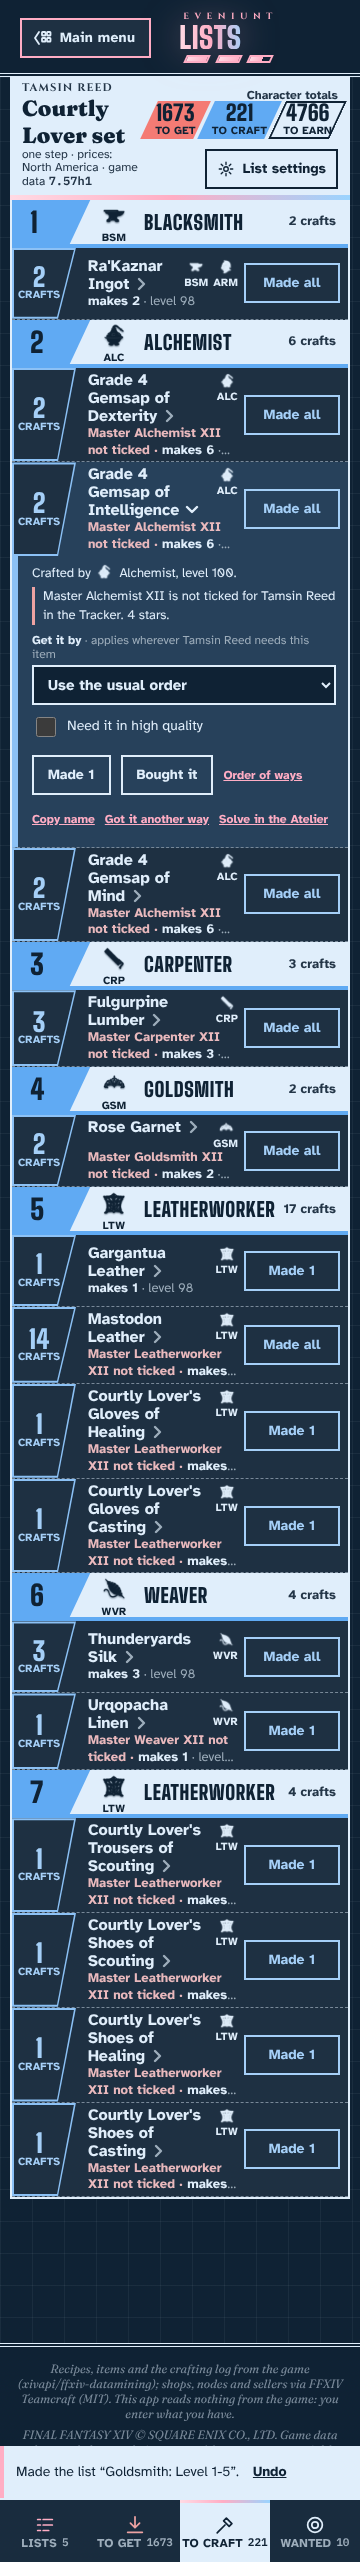 Main menu
EVENIUNT
LISTS
TAMSIN REED
Courtly
Lover set
one step · prices:
North America · game
data 7.57h1
Character totals
1673
TO GET
221
TO CRAFT
4766
TO EARN
List settings
1
BSM
BLACKSMITH
2 crafts
2
CRAFTS
Ra'Kaznar
Ingot
makes 2 · level 98
BSM ARM
Made all
2
ALC
ALCHEMIST
6 crafts
2
CRAFTS
Grade 4
Gemsap of
Dexterity
Master Alchemist XII
not ticked · makes 6 ·...
ALC
Made all
2
CRAFTS
Grade 4
Gemsap of
Intelligence
Master Alchemist XII
not ticked · makes 6 ·...
ALC
Made all
Crafted by Alchemist, level 100.
Master Alchemist XII is not ticked for Tamsin Reed
in the Tracker. 4 stars.
Get it by · applies wherever Tamsin Reed needs this
item
Use the usual order
Need it in high quality
Made 1
Bought it
Order of ways
Copy name
Got it another way
Solve in the Atelier
2
CRAFTS
Grade 4
Gemsap of
Mind
Master Alchemist XII
not ticked · makes 6 ·...
ALC
Made all
3
CRP
CARPENTER
3 crafts
3
CRAFTS
Fulgurpine
Lumber
Master Carpenter XII
not ticked · makes 3 ·...
CRP
Made all
4
GSM
GOLDSMITH
2 crafts
2
CRAFTS
Rose Garnet
Master Goldsmith XII
not ticked · makes 2 ·...
GSM
Made all
5
LTW
LEATHERWORKER
17 crafts
1
CRAFTS
Gargantua
Leather
makes 1 · level 98
LTW
Made 1
14
CRAFTS
Mastodon
Leather
Master Leatherworker
XII not ticked · makes...
LTW
Made all
1
CRAFTS
Courtly Lover's
Gloves of
Healing
Master Leatherworker
XII not ticked · makes...
LTW
Made 1
1
CRAFTS
Courtly Lover's
Gloves of
Casting
Master Leatherworker
XII not ticked · makes...
LTW
Made 1
6
WVR
WEAVER
4 crafts
3
CRAFTS
Thunderyards
Silk
makes 3 · level 98
WVR
Made all
1
CRAFTS
Urqopacha
Linen
Master Weaver XII not
ticked · makes 1 · level...
WVR
Made 1
7
LTW
LEATHERWORKER
4 crafts
1
CRAFTS
Courtly Lover's
Trousers of
Scouting
Master Leatherworker
XII not ticked · makes...
LTW
Made 1
1
CRAFTS
Courtly Lover's
Shoes of
Scouting
Master Leatherworker
XII not ticked · makes...
LTW
Made 1
1
CRAFTS
Courtly Lover's
Shoes of
Healing
Master Leatherworker
XII not ticked · makes...
LTW
Made 1
1
CRAFTS
Courtly Lover's
Shoes of
Casting
Master Leatherworker
XII not ticked · makes...
LTW
Made 1
Recipes, items and the crafting log from the game
(xivapi/ffxiv-datamining); shops, nodes and sellers via FFXIV
Teamcraft (MIT). This app reads nothing from the game: you
enter what you have.
FINAL FANTASY XIV © SQUARE ENIX CO., LTD. Game data
Made the list “Goldsmith: Level 1-5”. Undo
LISTS 5
TO GET 1673
TO CRAFT 221
WANTED 10